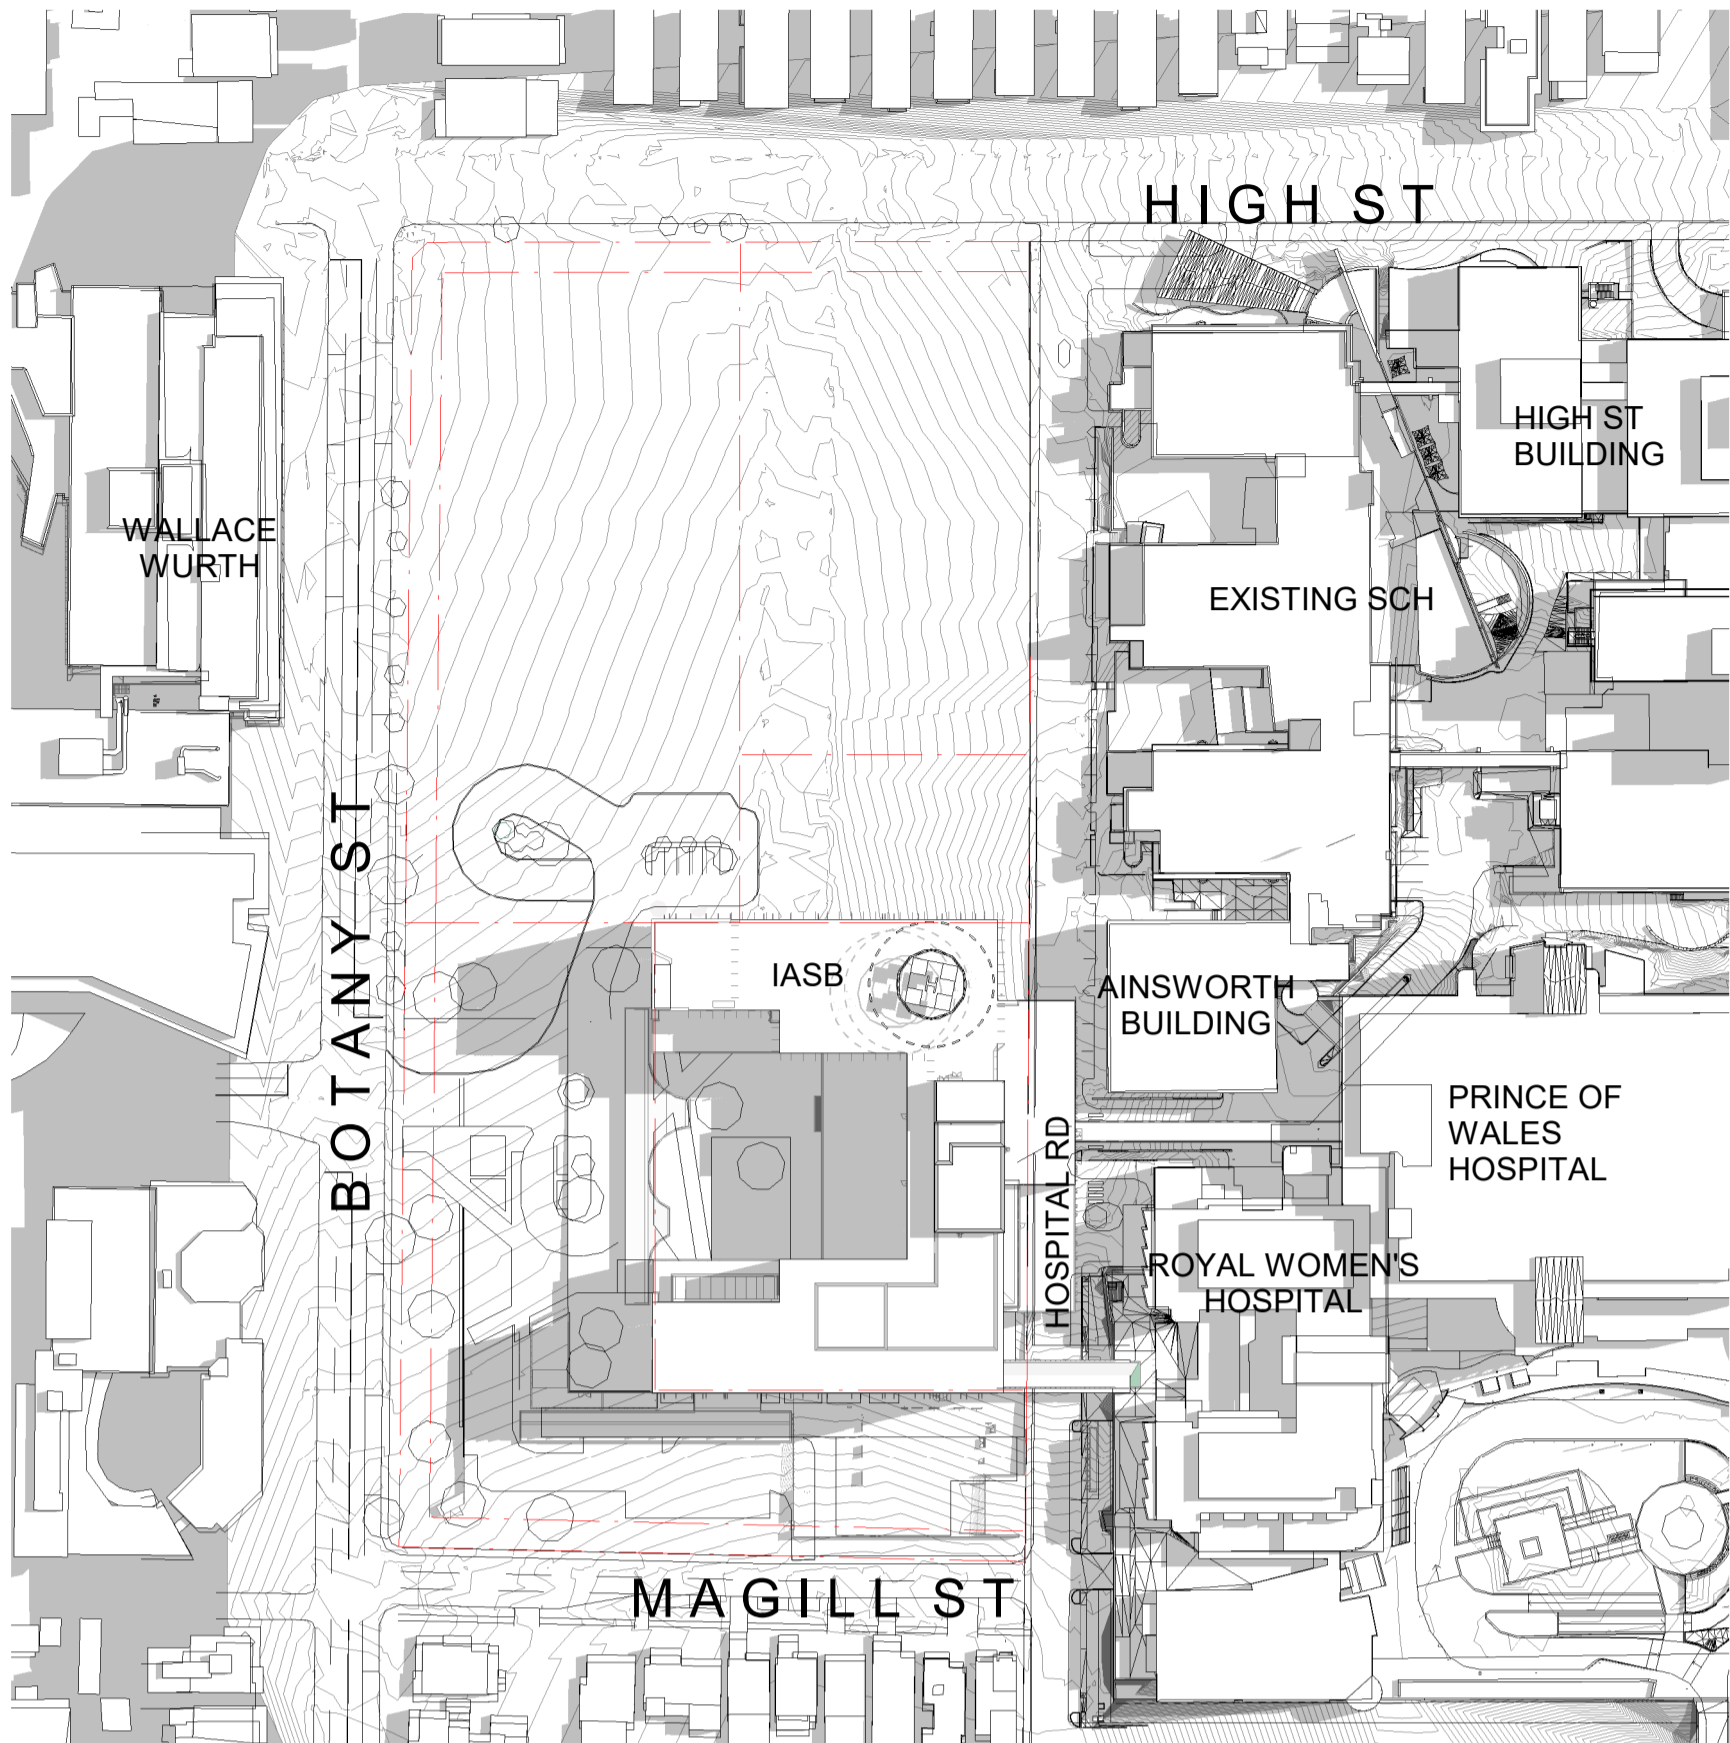 HIGH ST
HIGH ST
BUILDING
WALLACE
WURTH
EXISTING SCH
BOTANY ST
IASB
AINSWORTH
BUILDING
PRINCE OF
WALES
HOSPITAL
HOSPITAL RD
ROYAL WOMEN'S
HOSPITAL
MAGILL ST